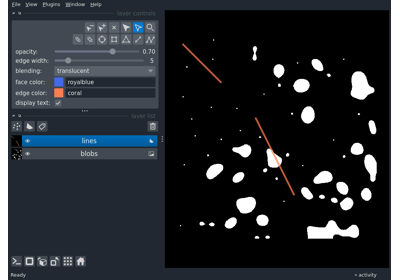 File View Plugins Window Help
layer controls
opacity: 0.70
edge width: 5
blending: translucent
face color: royalblue
edge color: coral
display text:
layer list
lines
blobs
Ready
activity